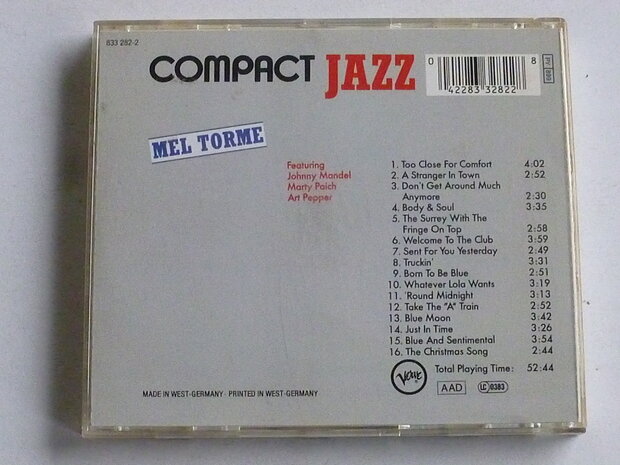 833 282-2
COMPACT JAZZ
0 42283 32822 8
PY 899
MEL TORME
Featuring
Johnny Mandel
Marty Paich
Art Pepper
1. Too Close For Comfort 4:02
2. A Stranger In Town 2:52
3. Don't Get Around Much
Anymore 2:30
4. Body & Soul 3:35
5. The Surrey With The
Fringe On Top 2:58
6. Welcome To The Club 3:59
7. Sent For You Yesterday 2:49
8. Truckin' 3:31
9. Born To Be Blue 2:51
10. Whatever Lola Wants 3:19
11. 'Round Midnight 3:13
12. Take The "A" Train 2:52
13. Blue Moon 3:42
14. Just In Time 3:26
15. Blue And Sentimental 3:54
16. The Christmas Song 2:44
Verve
Total Playing Time: 52:44
AAD
LC 0383
MADE IN WEST-GERMANY · PRINTED IN WEST-GERMANY